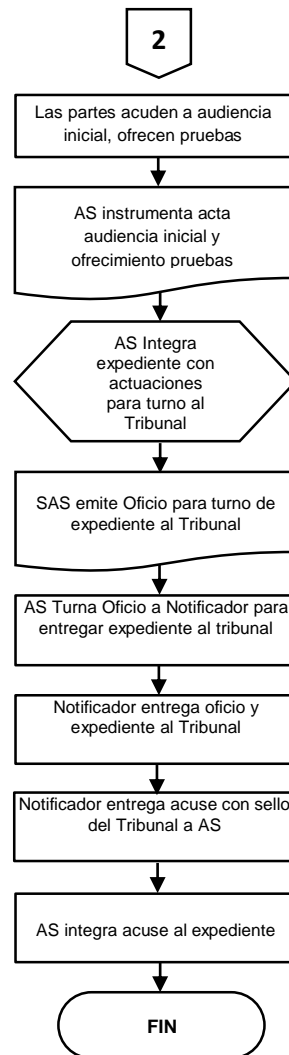 2
Las partes acuden a audiencia
inicial, ofrecen pruebas
AS instrumenta acta
audiencia inicial y
ofrecimiento pruebas
AS Integra
expediente con
actuaciones
para turno al
Tribunal
SAS emite Oficio para turno de
expediente al Tribunal
AS Turna Oficio a Notificador para
entregar expediente al tribunal
Notificador entrega oficio y
expediente al Tribunal
Notificador entrega acuse con sello
del Tribunal a AS
AS integra acuse al expediente
FIN